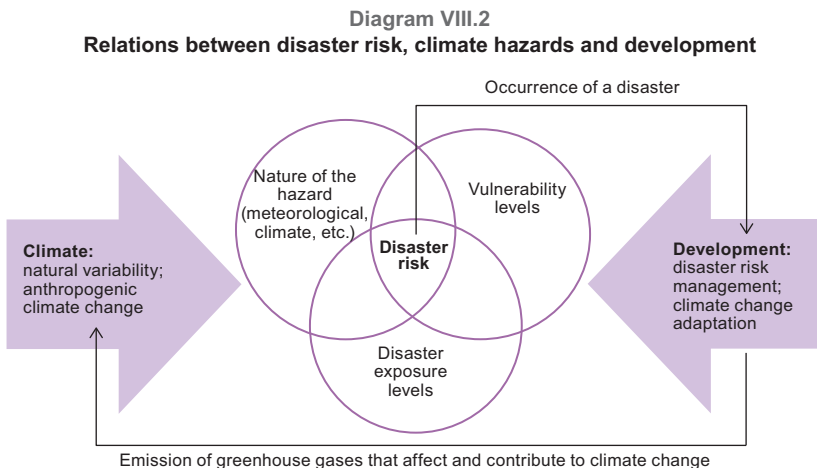 Diagram VIII.2
Relations between disaster risk, climate hazards and development
Occurrence of a disaster
Nature of the
hazard
(meteorological,
climate, etc.)
Vulnerability
levels
Disaster
risk
Climate:
natural variability;
anthropogenic
climate change
Development:
disaster risk
management;
climate change
adaptation
Disaster
exposure
levels
Emission of greenhouse gases that affect and contribute to climate change